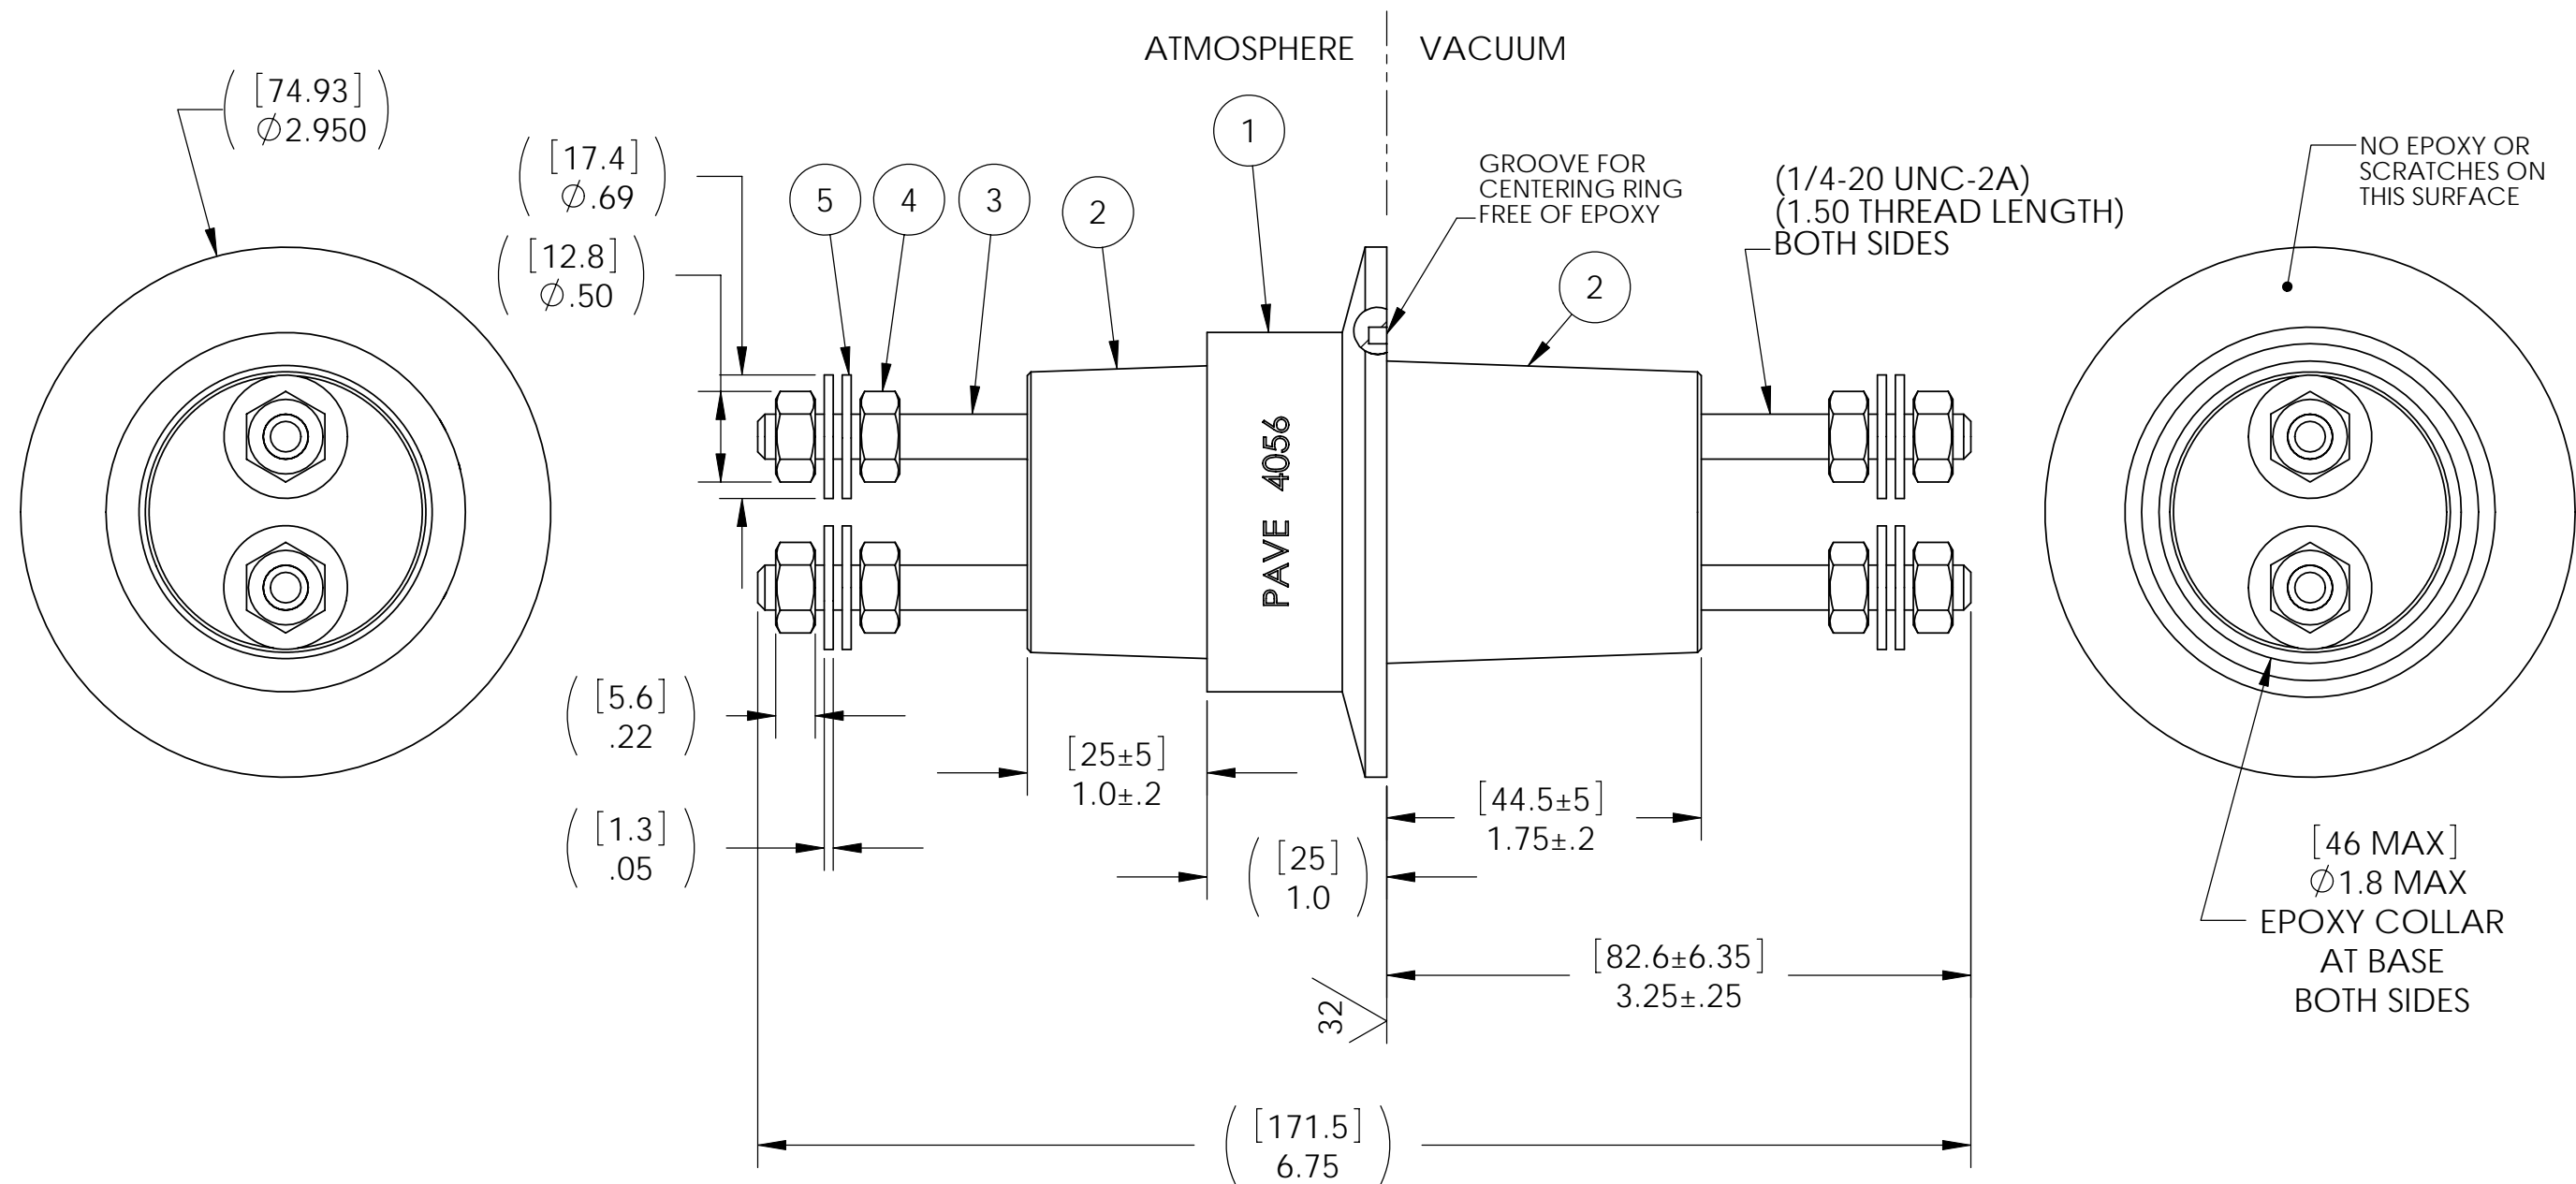 ATMOSPHERE
VACUUM
[74.93]
Ø2.950
1
[17.4]
Ø.69
5
4
3
2
GROOVE FOR
CENTERING RING
FREE OF EPOXY
(1/4-20 UNC-2A)
(1.50 THREAD LENGTH)
BOTH SIDES
NO EPOXY OR
SCRATCHES ON
THIS SURFACE
[12.8]
Ø.50
2
PAVE 4056
[5.6]
.22
[25±5]
1.0±.2
[44.5±5]
1.75±.2
[1.3]
.05
[25]
1.0
[46 MAX]
Ø1.8 MAX
EPOXY COLLAR
AT BASE
BOTH SIDES
[82.6±6.35]
3.25±.25
32
[171.5]
6.75